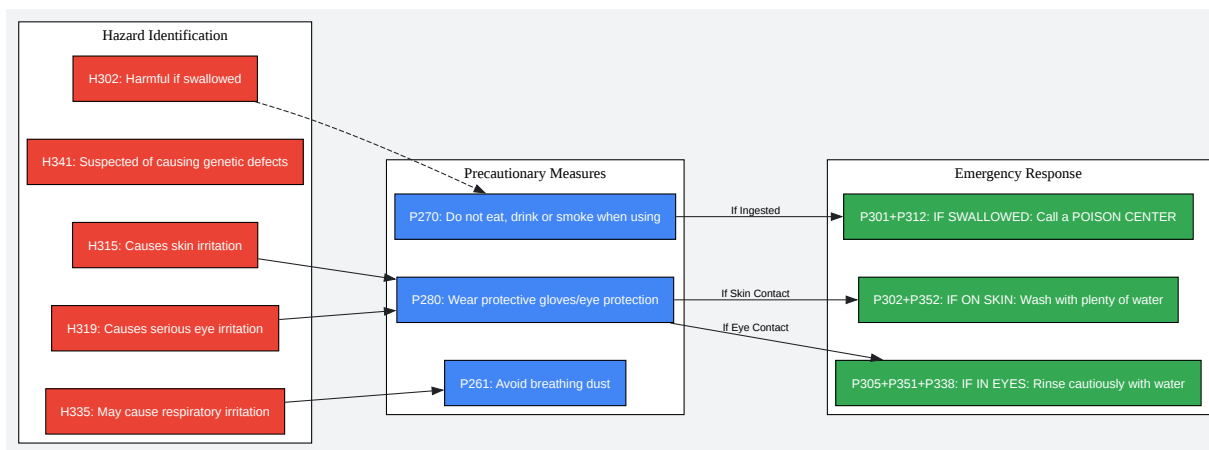 Hazard Identification
H302: Harmful if swallowed
H341: Suspected of causing genetic defects
H315: Causes skin irritation
H319: Causes serious eye irritation
H335: May cause respiratory irritation
Precautionary Measures
P270: Do not eat, drink or smoke when using
P280: Wear protective gloves/eye protection
P261: Avoid breathing dust
If Ingested
If Skin Contact
If Eye Contact
Emergency Response
P301+P312: IF SWALLOWED: Call a POISON CENTER
P302+P352: IF ON SKIN: Wash with plenty of water
P305+P351+P338: IF IN EYES: Rinse cautiously with water